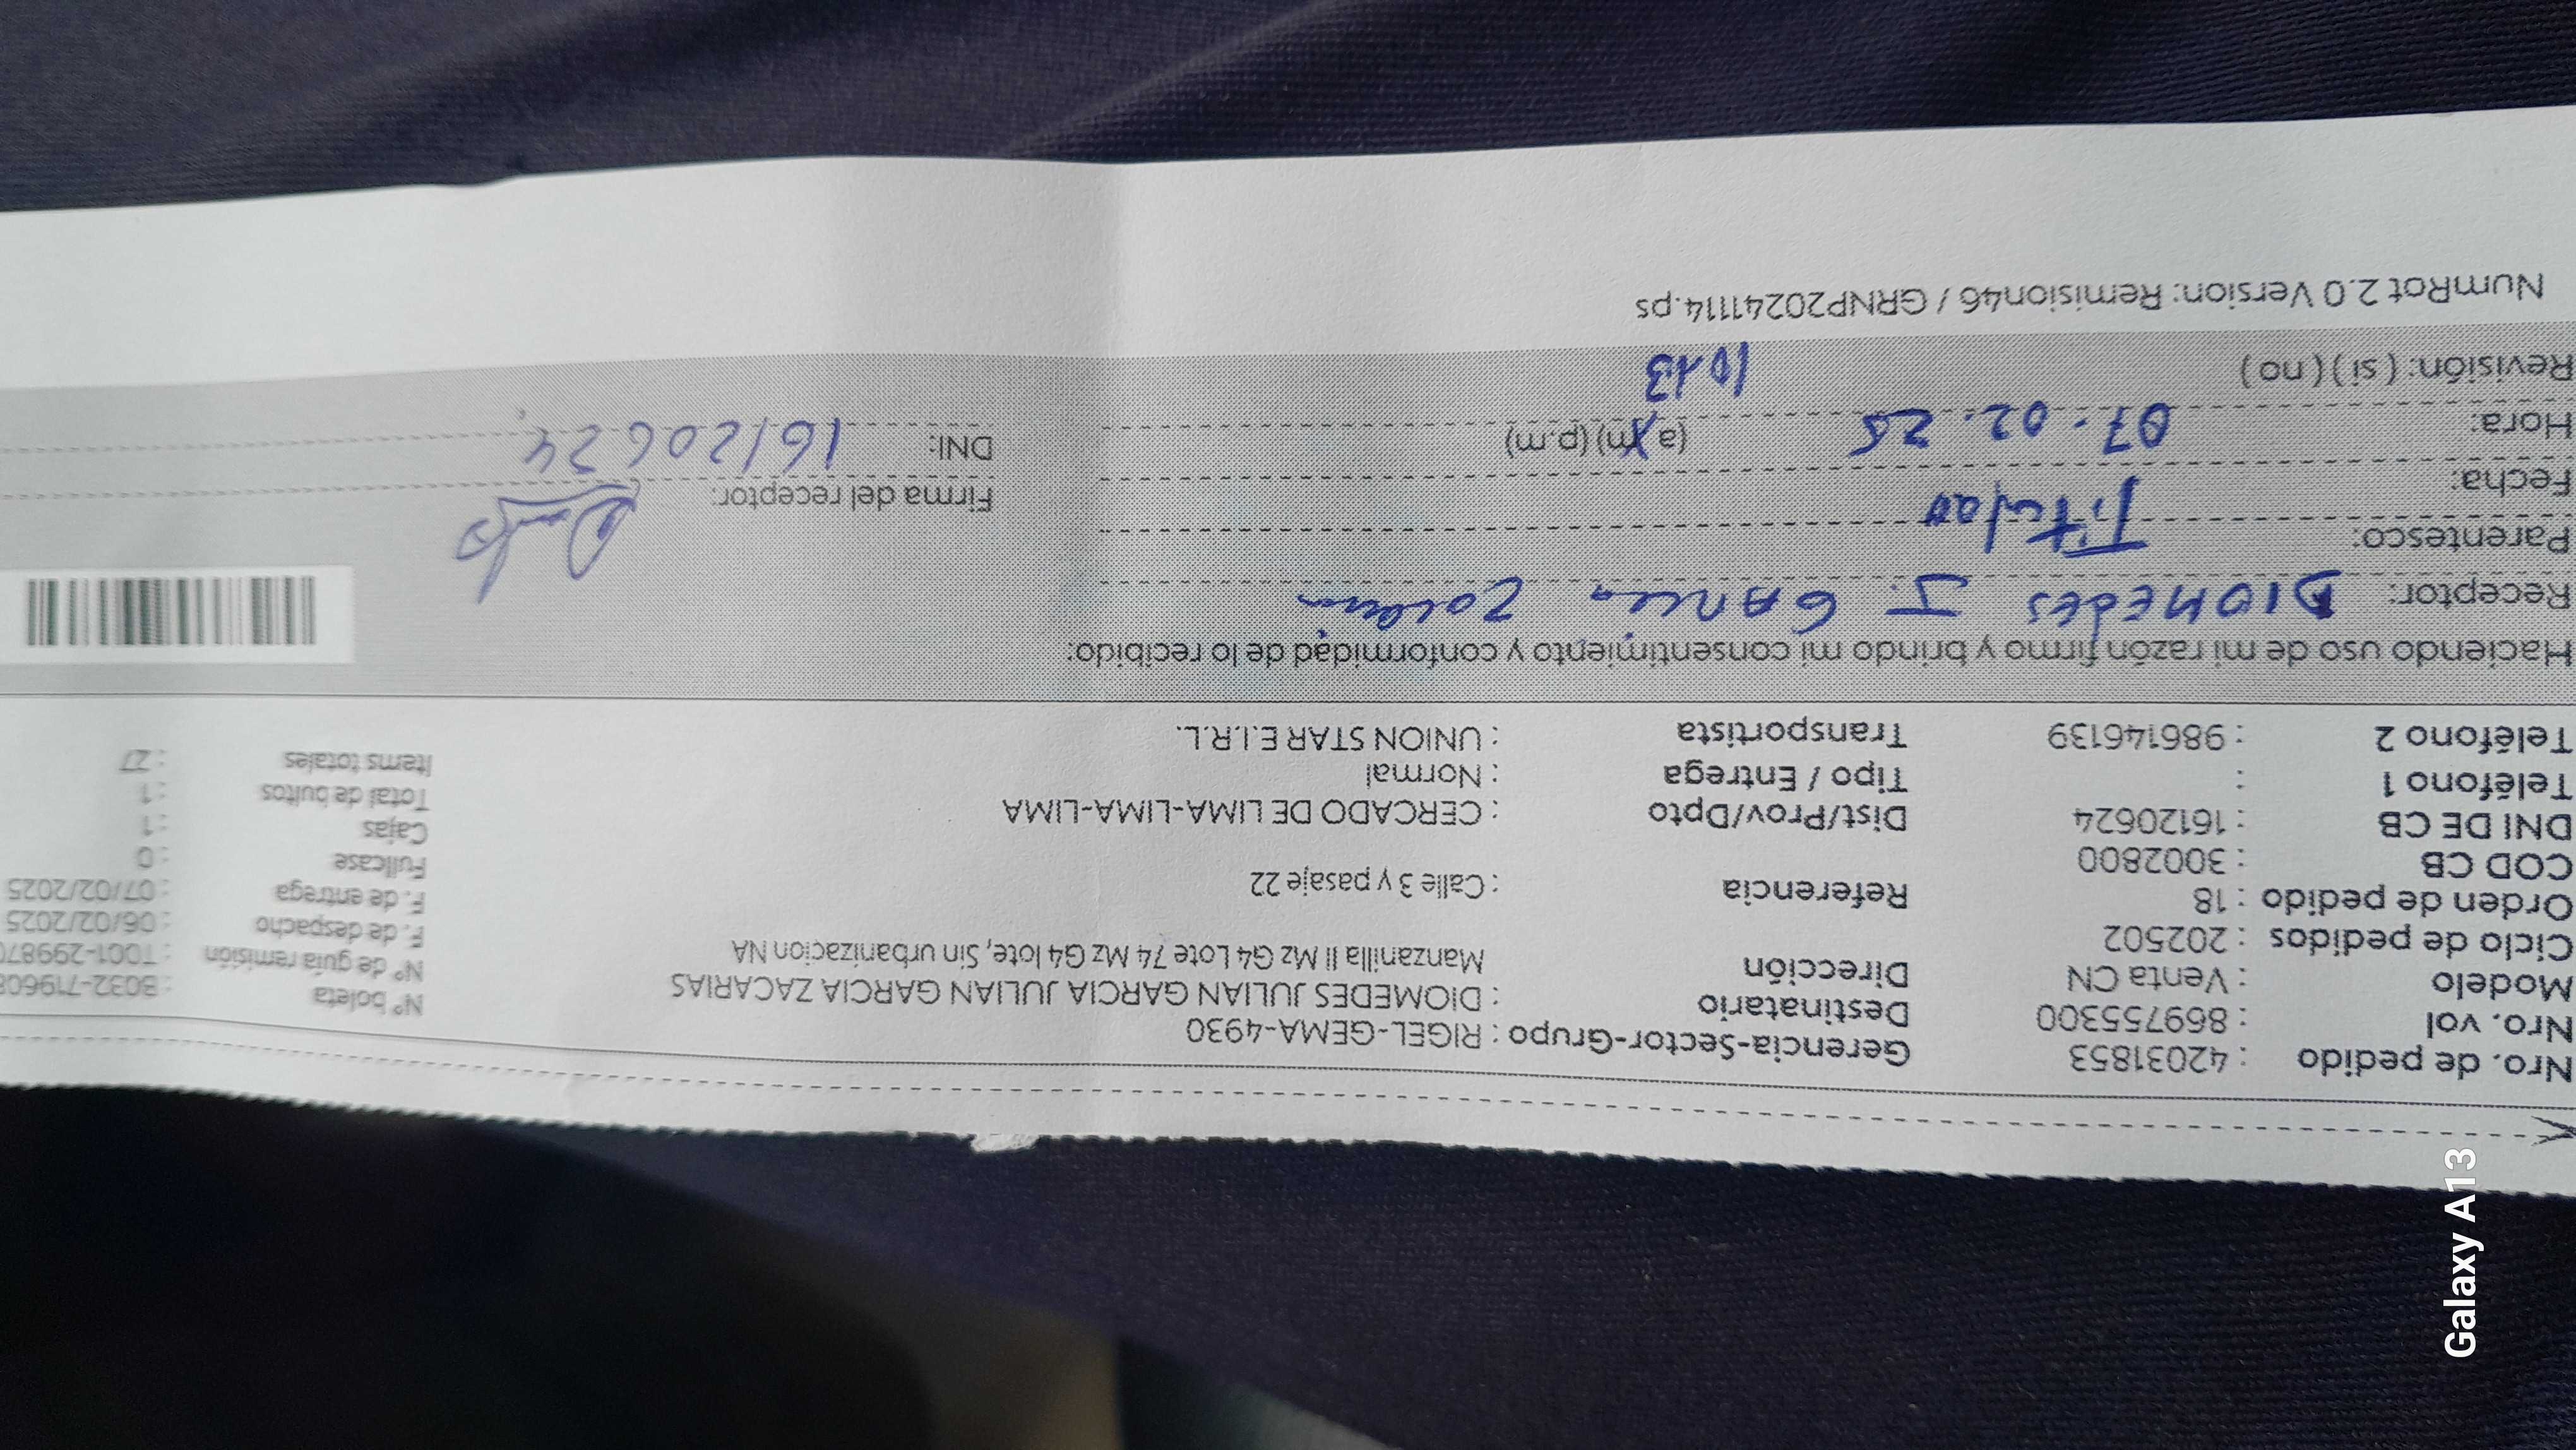 Nro. de pedido : 42031853
Nro. vol : 869755300
Modelo : Venta CN
Ciclo de pedidos : 202502
Orden de pedido : 18
COD CB : 3002800
DNI DE CB : 16120624
Teléfono 1 :
Teléfono 2 : 986146139
Gerencia-Sector-Grupo : RIGEL-GEMA-4930
Destinatario : DIOMEDES JULIAN GARCIA JULIAN GARCIA ZACARIAS
Dirección Manzanilla II Mz G4 Lote 74 Mz G4 lote, Sin urbanizacion NA
Referencia : Calle 3 y pasaje 22
Dist/Prov/Dpto : CERCADO DE LIMA-LIMA-LIMA
Tipo / Entrega : Normal
Transportista : UNION STAR E.I.R.L.
Nº boleta : B032-719608
Nº de guia remisión : T001-299870
F. de despacho : 06/02/2025
F. de entrega : 07/02/2025
Fullcase : 0
Cajas : 1
Total de bultos : 1
Items totales : 27
Haciendo uso de mi razón firmo y brindo mi consentimiento y conformidad de lo recibido:
Receptor: DIOMEDES J. GARCIA
Parentesco: Titular
Fecha: 07.02.25
Hora: 1013 (a.m) (p.m)
Revisión: ( si ) ( no )
Firma del receptor:
DNI: 16120624
NumRot 2.0 Version: Remision46 / GRNP20241114.ps
Galaxy A13